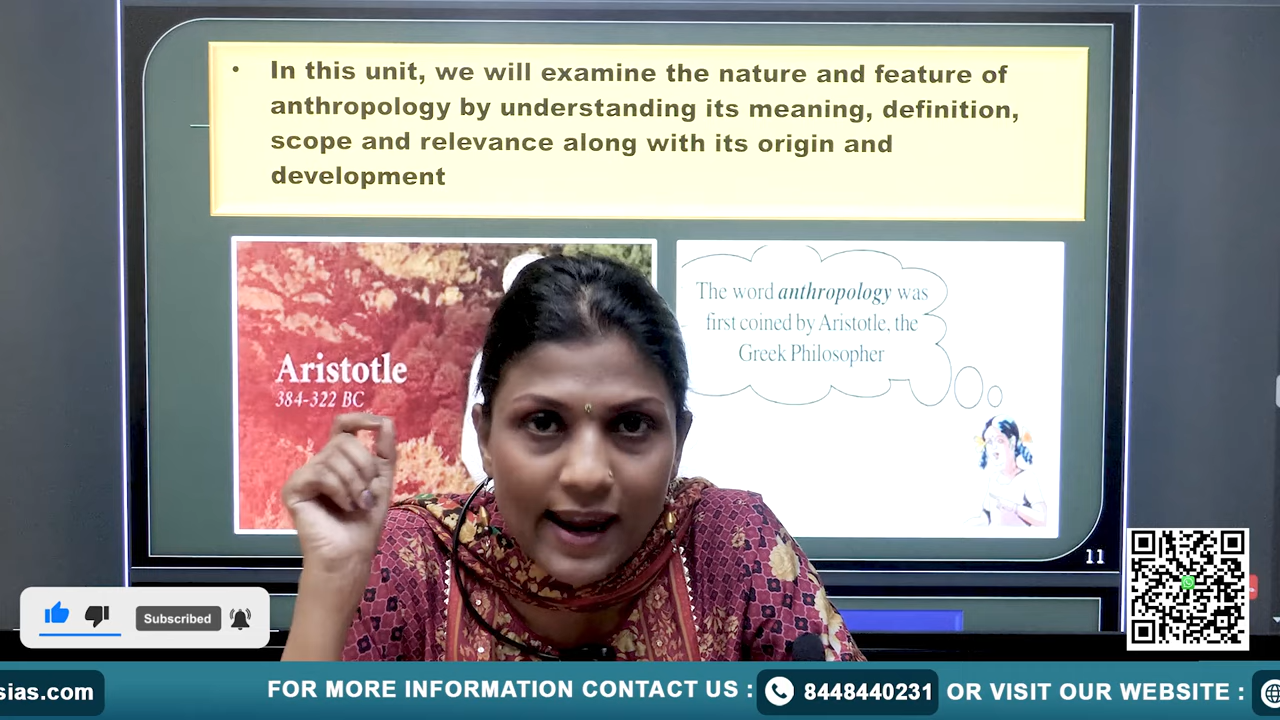 • In this unit, we will examine the nature and feature of
anthropology by understanding its meaning, definition,
scope and relevance along with its origin and
development
Aristotle
384-322 BC
The word anthropology was
first coined by Aristotle, the
Greek Philosopher
11
Subscribed
sias.com
FOR MORE INFORMATION CONTACT US :
8448440231
OR VISIT OUR WEBSITE :